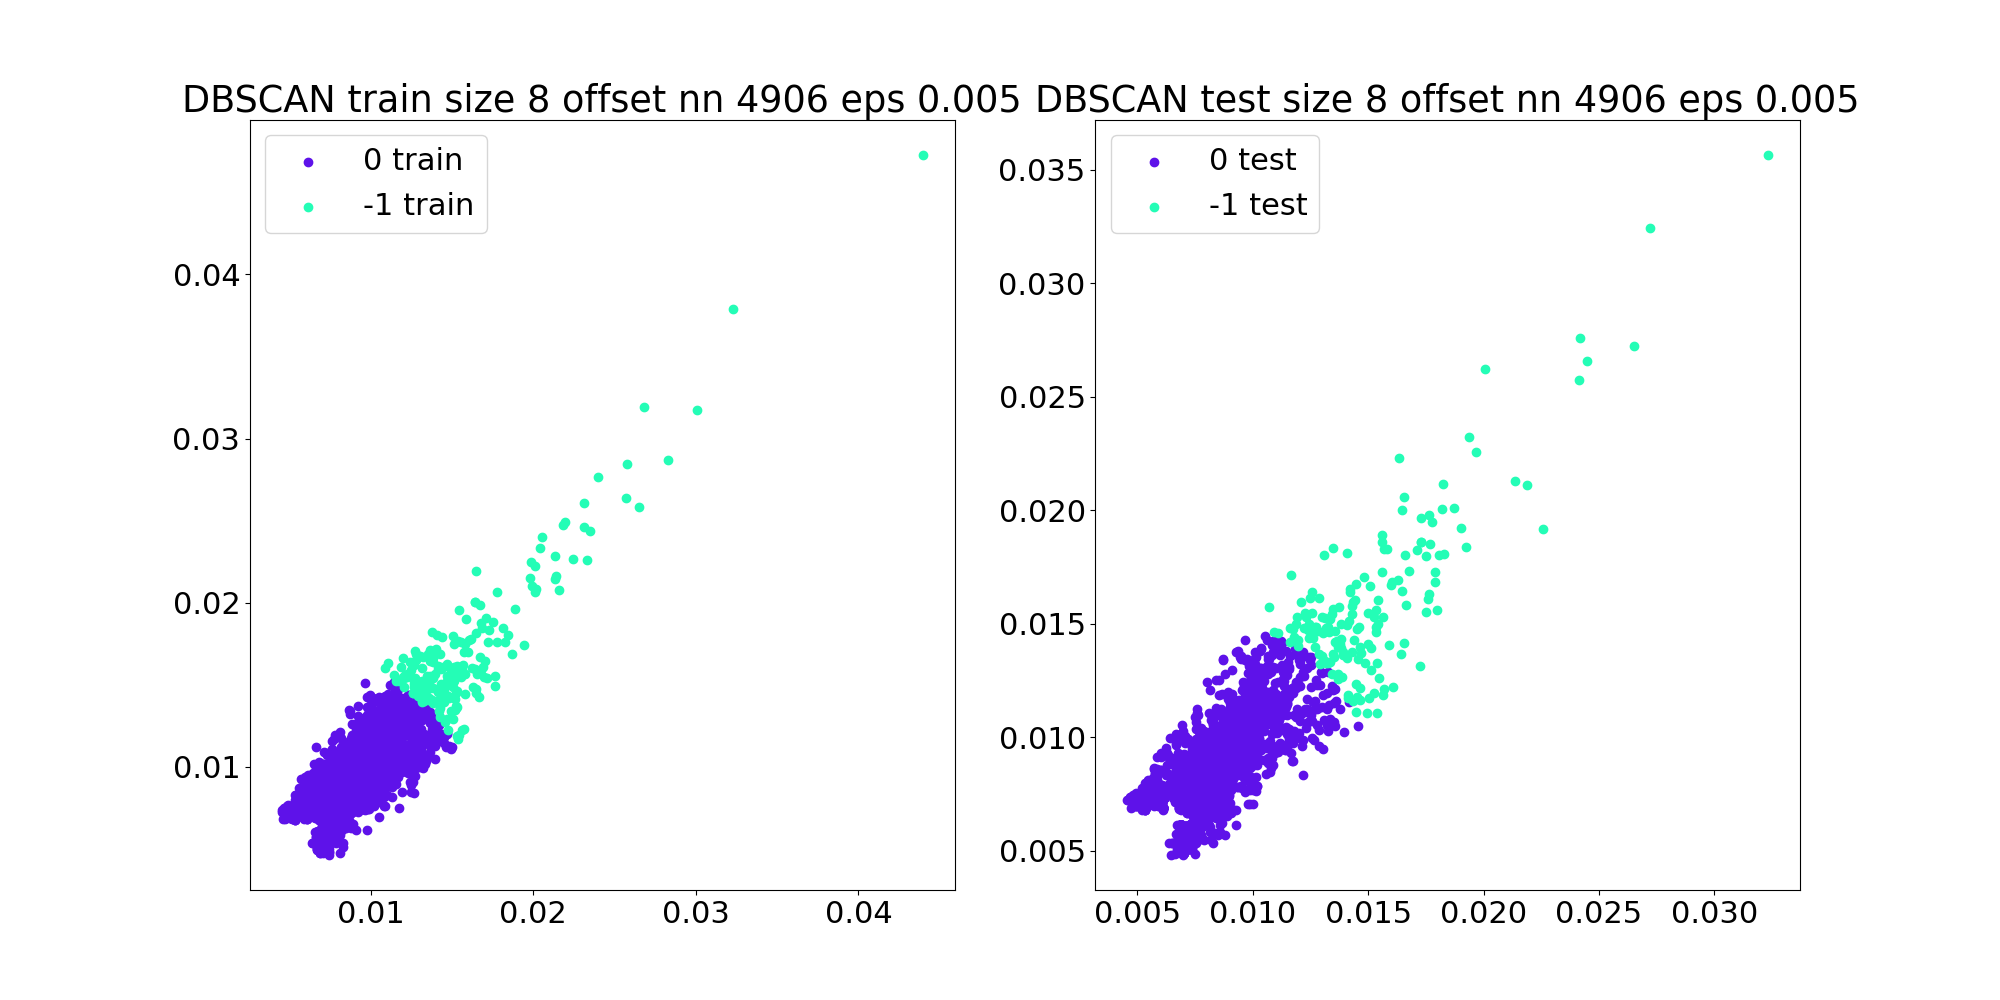 DBSCAN train size 8 offset nn 4906 eps 0.005
0 train
-1 train
0.04
0.03
0.02
0.01
0.01 0.02 0.03 0.04
DBSCAN test size 8 offset nn 4906 eps 0.005
0 test
-1 test
0.035
0.030
0.025
0.020
0.015
0.010
0.005
0.005 0.010 0.015 0.020 0.025 0.030